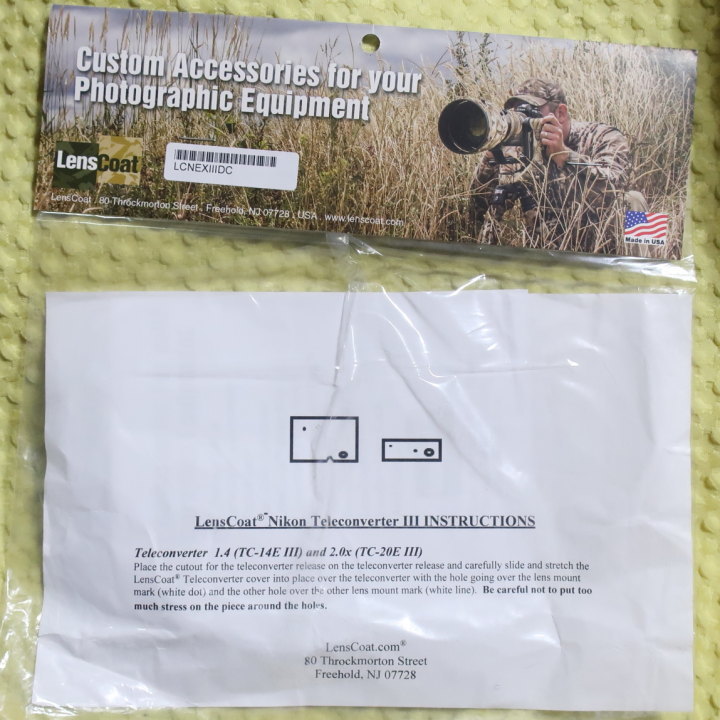 Custom Accessories for your
Photographic Equipment
LensCoat
LCNEXIIIDC
LensCoat . 80 Throckmorton Street . Freehold, NJ 07728 . USA . www.lenscoat.com
Made in USA
LensCoat® Nikon Teleconverter III INSTRUCTIONS
Teleconverter 1.4 (TC-14E III) and 2.0x (TC-20E III)
Place the cutout for the teleconverter release on the teleconverter release and carefully slide and stretch the
LensCoat® Teleconverter cover into place over the teleconverter with the hole going over the lens mount
mark (white dot) and the other hole over the other lens mount mark (white line). Be careful not to put too
much stress on the piece around the holes.
LensCoat.com®
80 Throckmorton Street
Freehold, NJ 07728